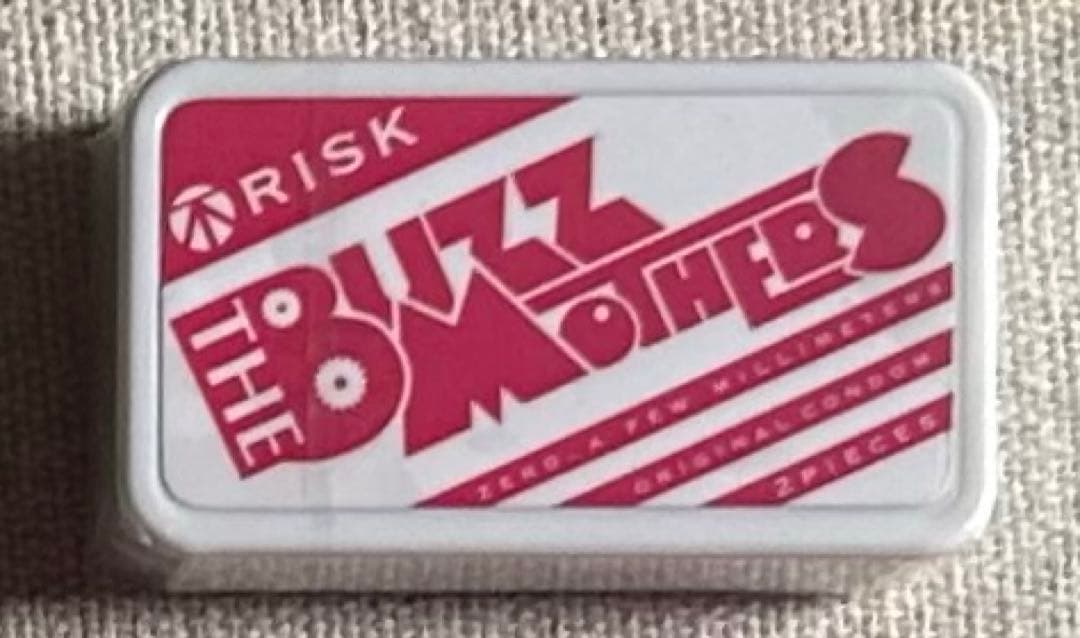 RISK
THE
BUZZ
MOTHERS
ZERO.A FEW MILLIMETERS
ORIGINAL CONDOM
2PIECES